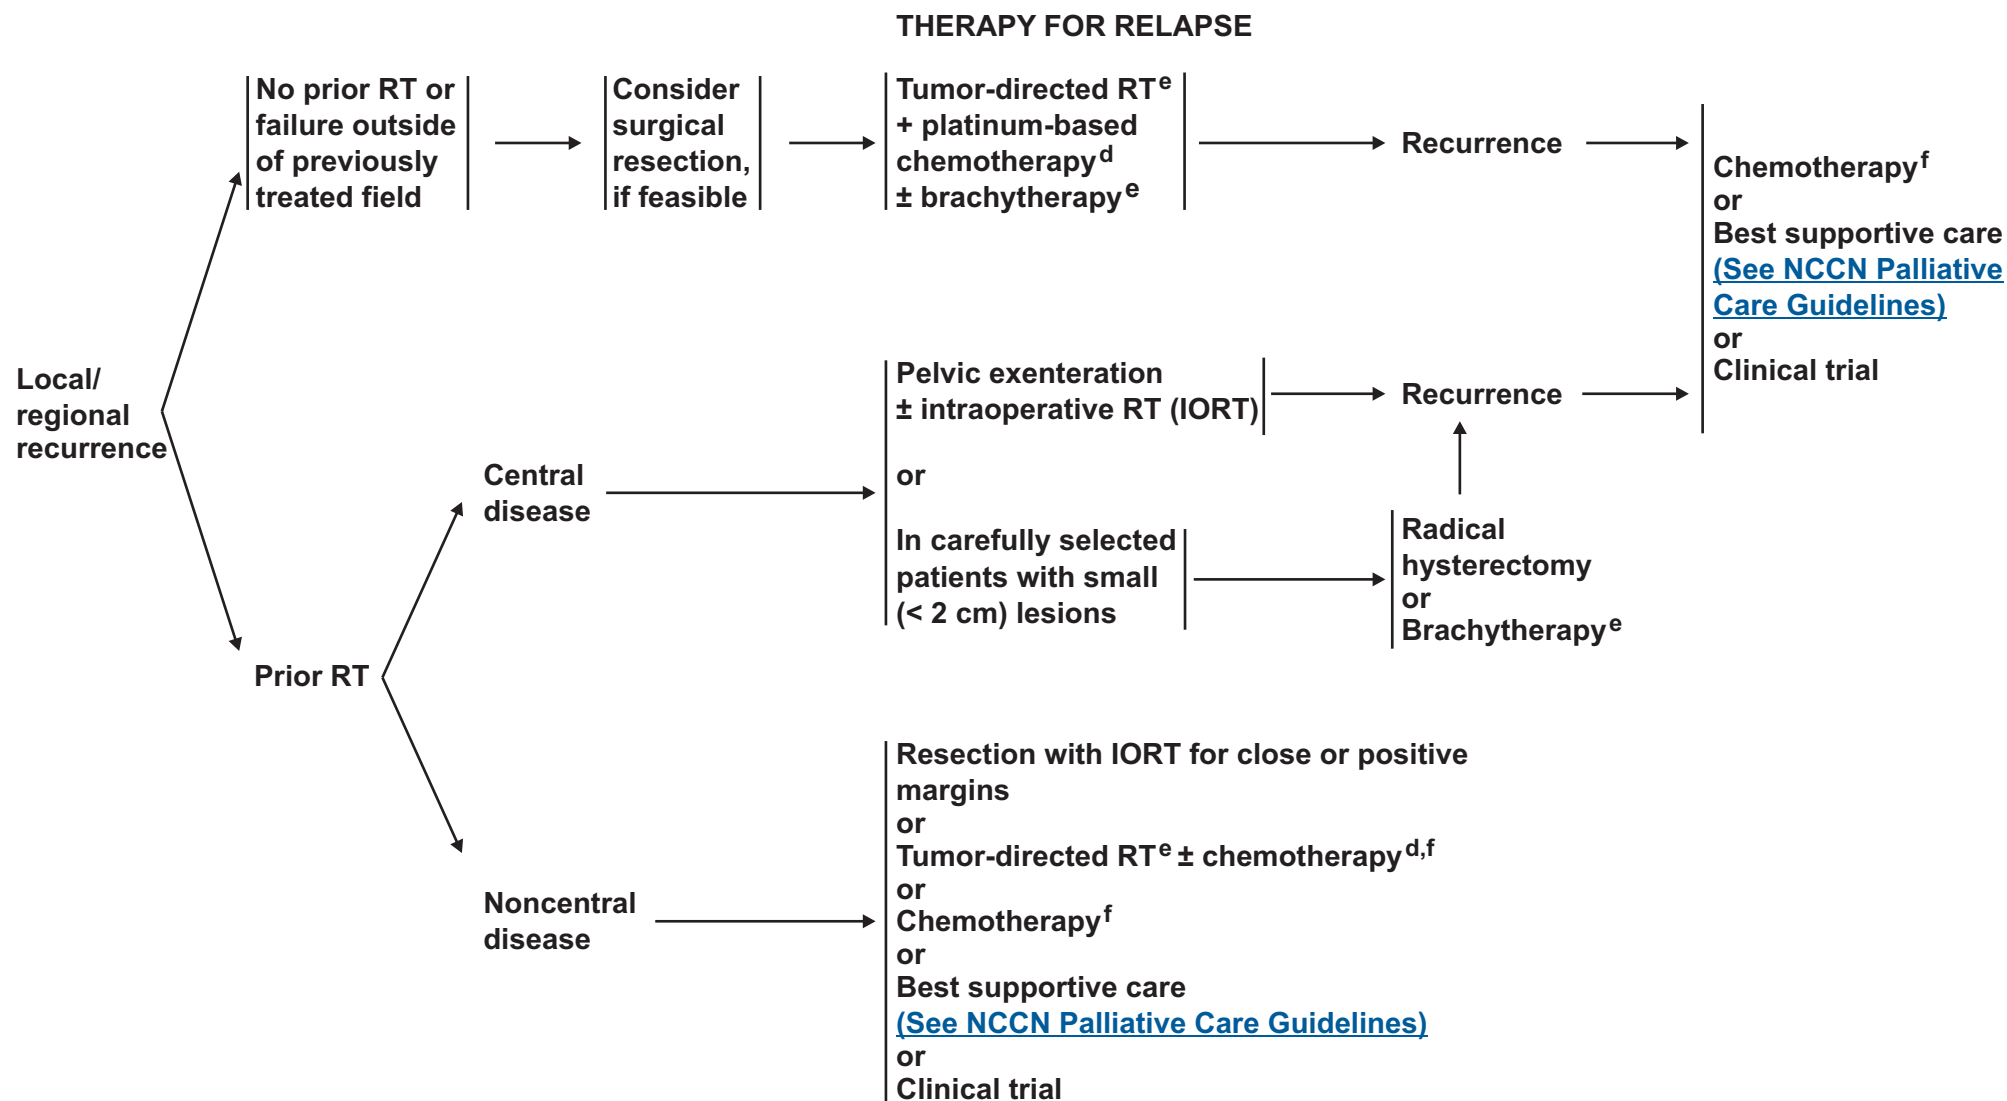 THERAPY FOR RELAPSE
No prior RT or
failure outside
of previously
treated field
Consider
surgical
resection,
if feasible
Tumor-directed RTe
+ platinum-based
chemotherapyd
± brachytherapye
Recurrence
Chemotherapyf
or
Best supportive care
(See NCCN Palliative
Care Guidelines)
or
Clinical trial
Local/
regional
recurrence
Pelvic exenteration
± intraoperative RT (IORT)
Recurrence
Central
disease
or
In carefully selected
patients with small
(< 2 cm) lesions
Radical
hysterectomy
or
Brachytherapye
Prior RT
Noncentral
disease
Resection with IORT for close or positive
margins
or
Tumor-directed RTe ± chemotherapyd,f
or
Chemotherapyf
or
Best supportive care
(See NCCN Palliative Care Guidelines)
or
Clinical trial